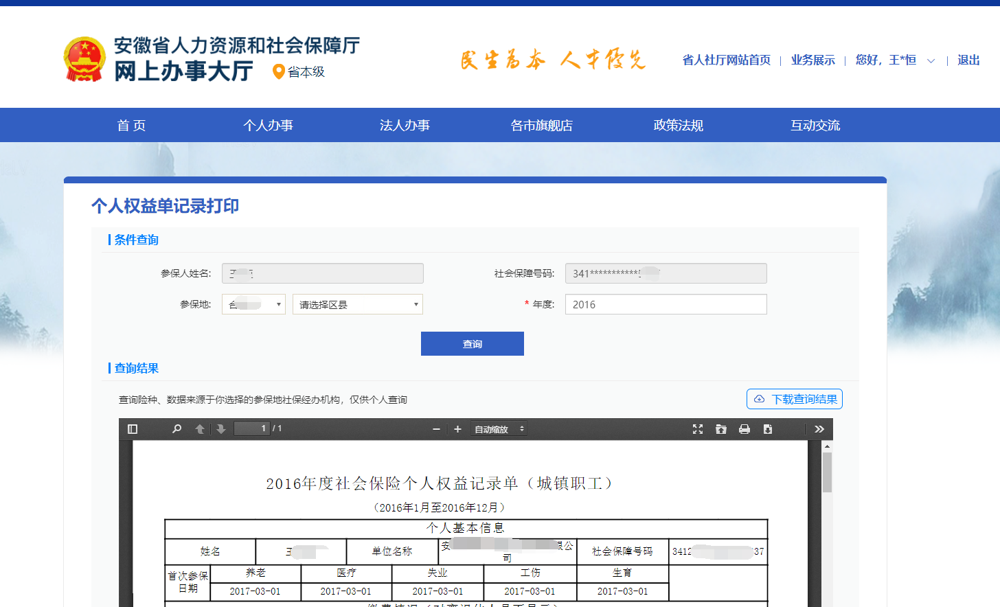 安徽省人力资源和社会保障厅
网上办事大厅 省本级
民生为本 人才优先
省人社厅网站首页 | 业务展示 | 您好，王*恒 | 退出
首 页 个人办事 法人办事 各市旗舰店 政策法规 互动交流
个人权益单记录打印
条件查询
参保人姓名: 王 社会保障号码: 341***********
参保地: 合 请选择区县 * 年度: 2016
查询
查询结果
查询险种、数据来源于你选择的参保地社保经办机构，仅供个人查询 下载查询结果
1 / 1 自动缩放
2016年度社会保险个人权益记录单（城镇职工）
（2016年1月至2016年12月）
个人基本信息
姓名 王 单位名称 安 限公司 社会保障号码 3412 37
首次参保日期 养老 医疗 失业 工伤 生育
2017-03-01 2017-03-01 2017-03-01 2017-03-01 2017-03-01